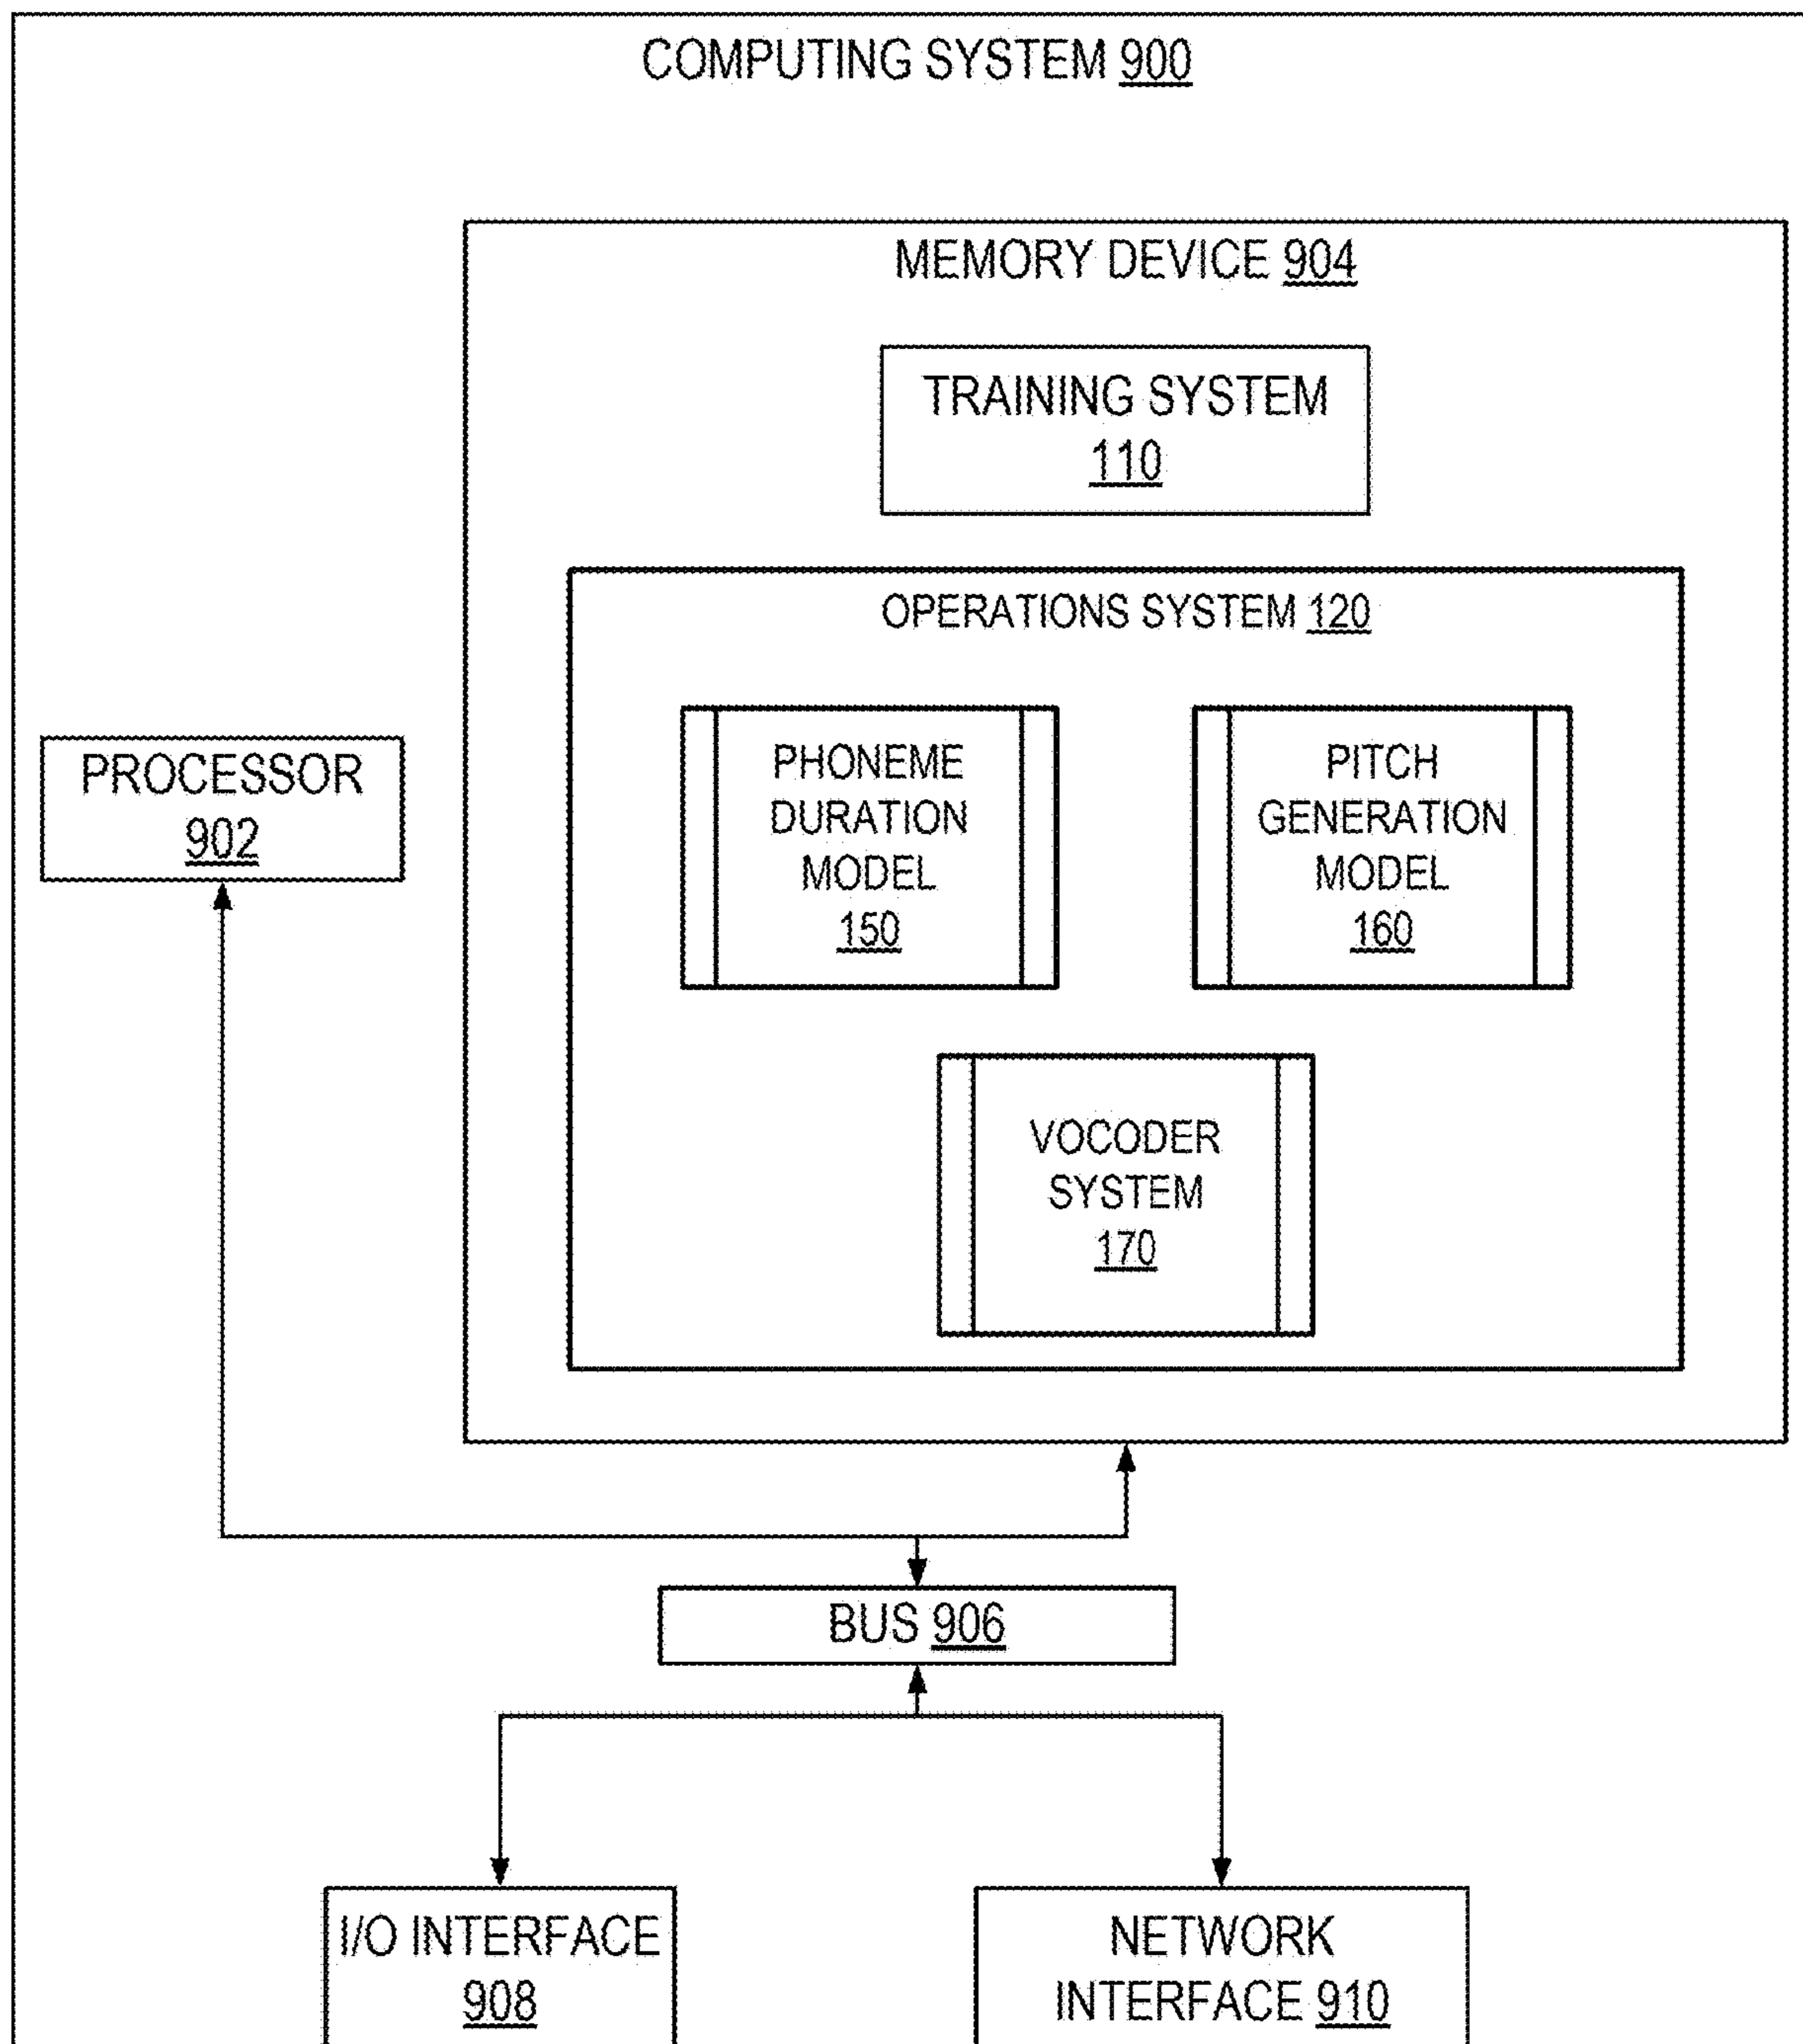 COMPUTING SYSTEM 900
MEMORY DEVICE 904
TRAINING SYSTEM
110
OPERATIONS SYSTEM 120
PROCESSOR
902
PHONEME
DURATION
MODEL
150
PITCH
GENERATION
MODEL
160
VOCODER
SYSTEM
170
BUS 906
I/O INTERFACE
908
NETWORK
INTERFACE 910